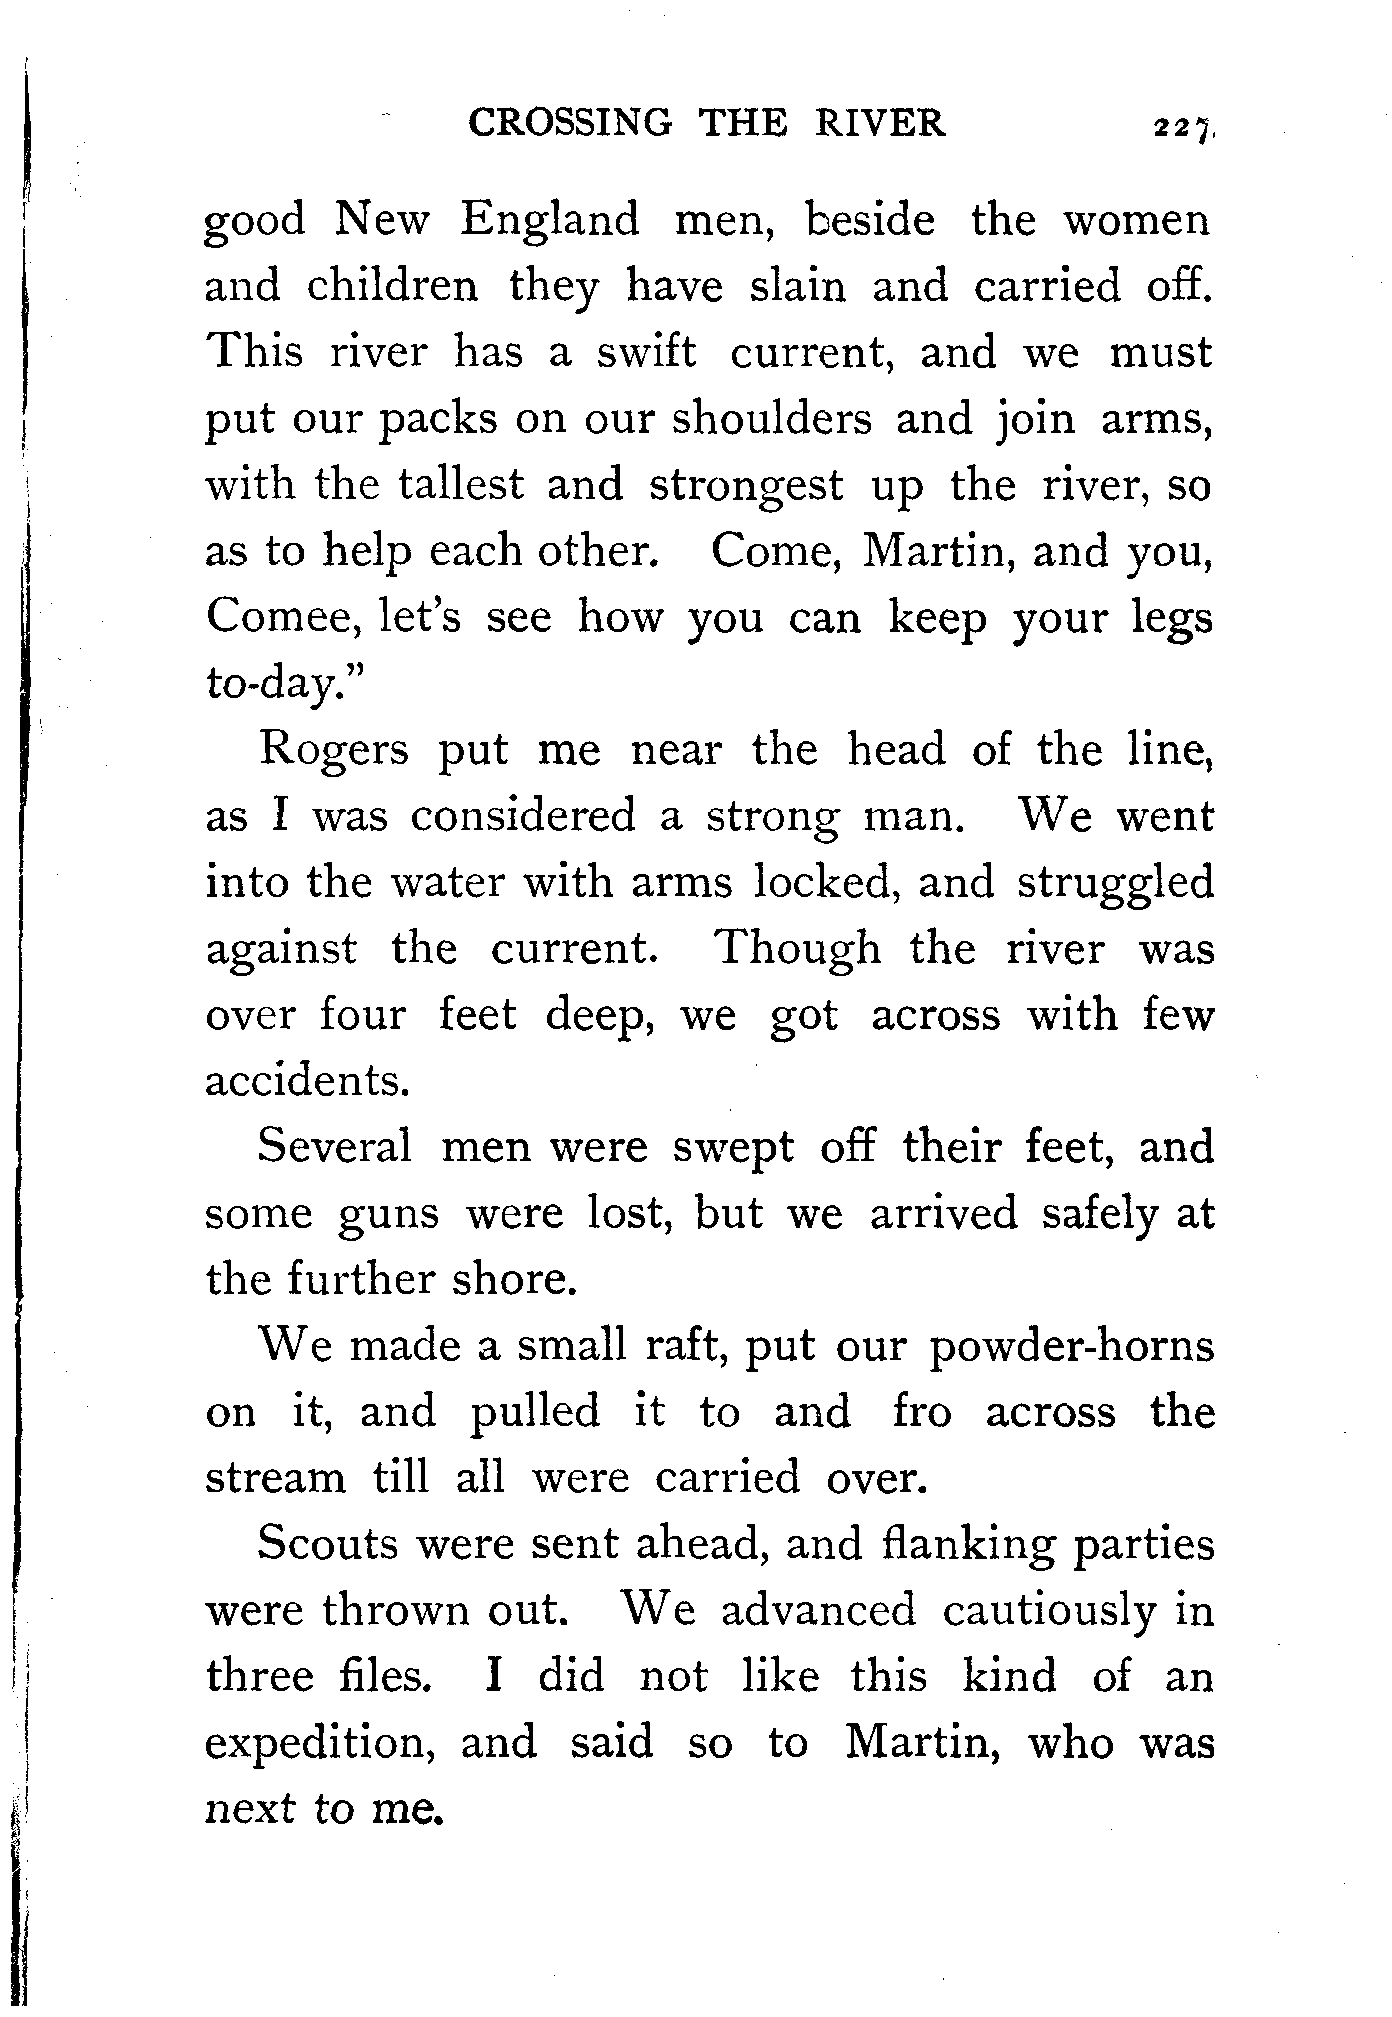 CROSSING THE RIVER 227
good New England men, beside the women
and children they have slain and carried off.
This river has a swift current, and we must
put our packs on our shoulders and join arms,
with the tallest and strongest up the river, so
as to help each other. Come, Martin, and you,
Comee, let's see how you can keep your legs
to-day."
Rogers put me near the head of the line,
as I was considered a strong man. We went
into the water with arms locked, and struggled
against the current. Though the river was
over four feet deep, we got across with few
accidents.
Several men were swept off their feet, and
some guns were lost, but we arrived safely at
the further shore.
We made a small raft, put our powder-horns
on it, and pulled it to and fro across the
stream till all were carried over.
Scouts were sent ahead, and flanking parties
were thrown out. We advanced cautiously in
three files. I did not like this kind of an
expedition, and said so to Martin, who was
next to me.